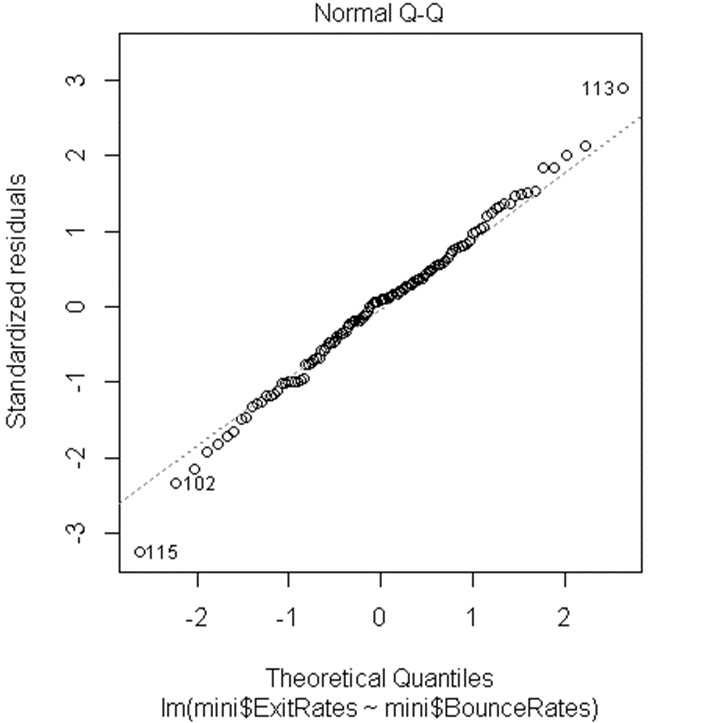 Normal Q-Q
Standardized residuals
3
2
1
0
-1
-2
-3
113
102
115
-2 -1 0 1 2
Theoretical Quantiles
lm(mini$ExitRates ~ mini$BounceRates)